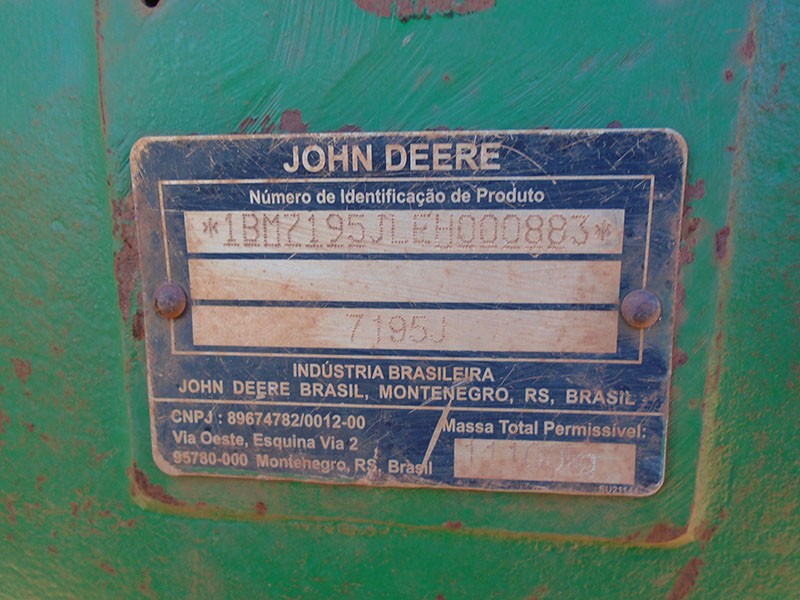 JOHN DEERE
Número de Identificação de Produto
*1BM7195JLEH000883*
7195J
INDÚSTRIA BRASILEIRA
JOHN DEERE BRASIL, MONTENEGRO, RS, BRASIL
CNPJ : 89674782/0012-00
Via Oeste, Esquina Via 2
95780-000 Montenegro, RS, Brasil
Massa Total Permissível: